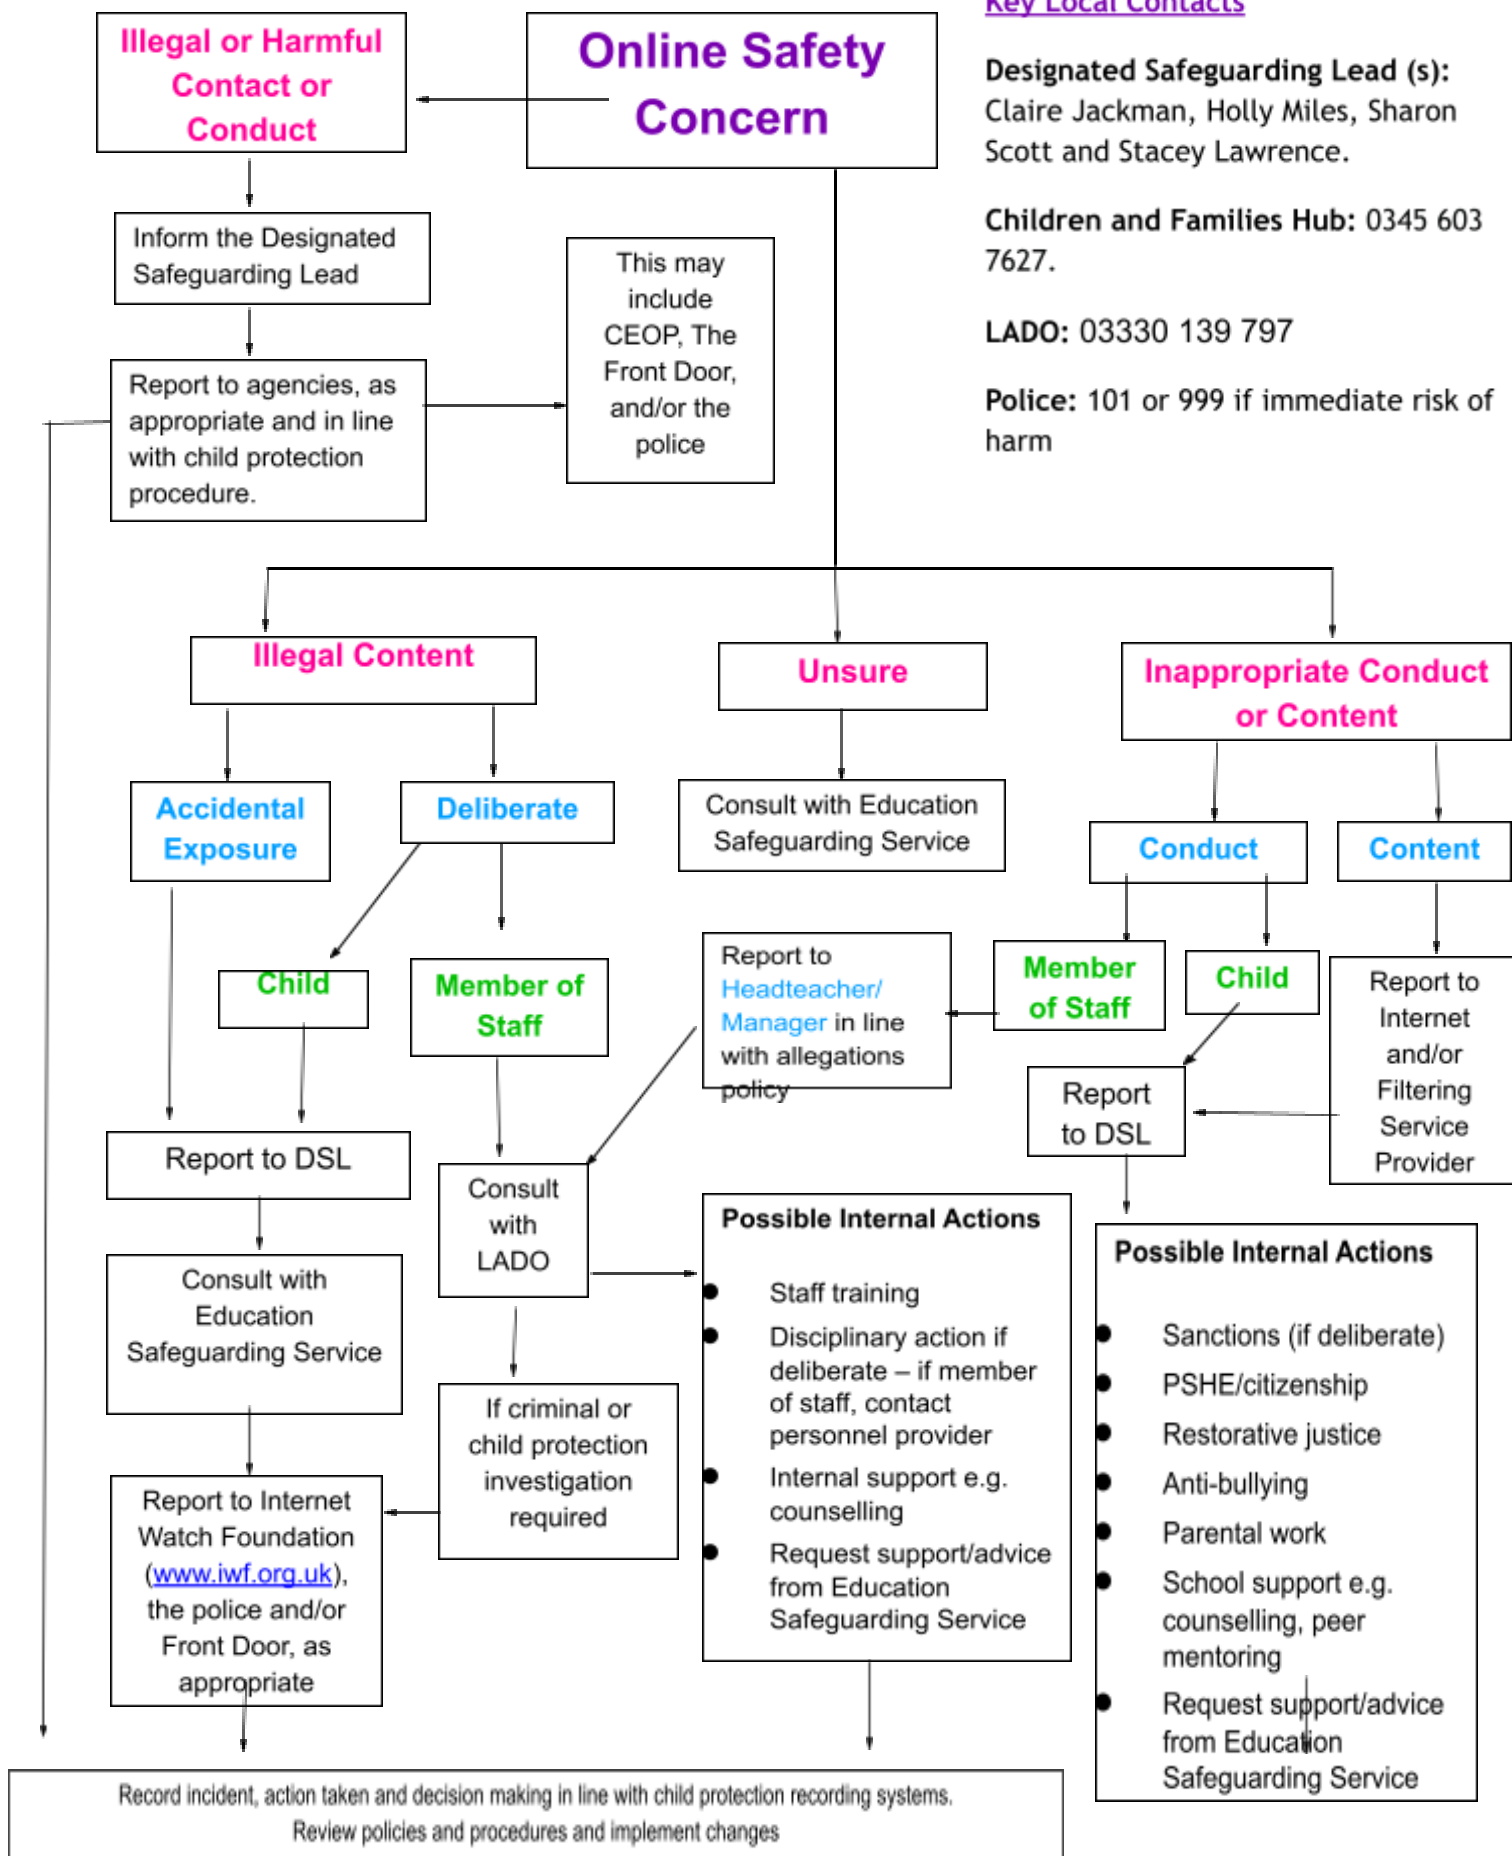 Key Local Contacts
Illegal or Harmful
Contact or
Conduct
Online Safety
Concern
Designated Safeguarding Lead (s):
Claire Jackman, Holly Miles, Sharon
Scott and Stacey Lawrence.
Children and Families Hub: 0345 603
7627.
LADO: 03330 139 797
Police: 101 or 999 if immediate risk of
harm
Inform the Designated
Safeguarding Lead
Report to agencies, as
appropriate and in line
with child protection
procedure.
This may
include
CEOP, The
Front Door,
and/or the
police
Illegal Content
Unsure
Inappropriate Conduct
or Content
Accidental
Exposure
Deliberate
Consult with Education
Safeguarding Service
Conduct
Content
Child
Member of
Staff
Report to
Headteacher/
Manager in line
with allegations
policy
Member
of Staff
Child
Report to
Internet
and/or
Filtering
Service
Provider
Report to DSL
Consult
with
LADO
Report
to DSL
Consult with
Education
Safeguarding Service
If criminal or
child protection
investigation
required
Report to Internet
Watch Foundation
(www.iwf.org.uk),
the police and/or
Front Door, as
appropriate
Possible Internal Actions
● Staff training
● Disciplinary action if
deliberate – if member
of staff, contact
personnel provider
● Internal support e.g.
counselling
● Request support/advice
from Education
Safeguarding Service
Possible Internal Actions
● Sanctions (if deliberate)
● PSHE/citizenship
● Restorative justice
● Anti-bullying
● Parental work
● School support e.g.
counselling, peer
mentoring
● Request support/advice
from Education
Safeguarding Service
Record incident, action taken and decision making in line with child protection recording systems.
Review policies and procedures and implement changes